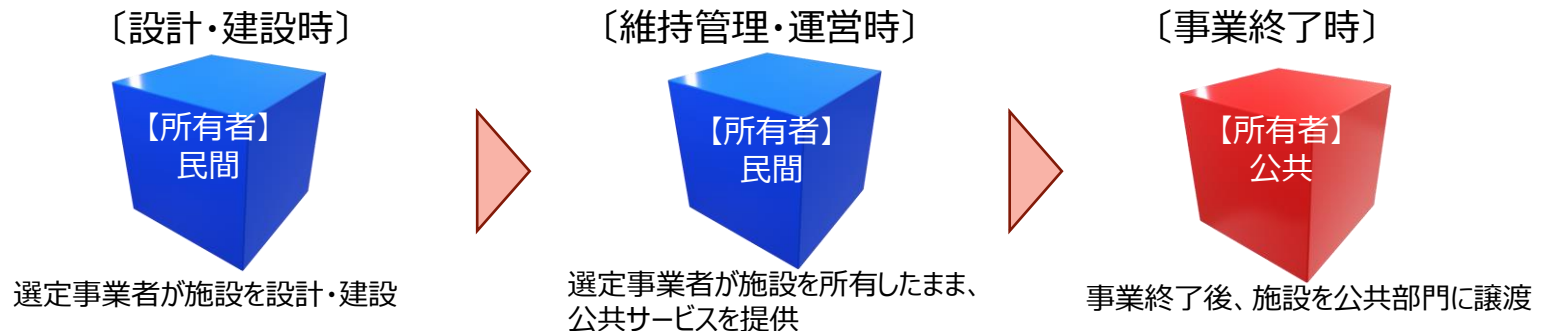 〔設計・建設時〕
【所有者】
民間
選定事業者が施設を設計・建設
〔維持管理・運営時〕
【所有者】
民間
選定事業者が施設を所有したまま、
公共サービスを提供
〔事業終了時〕
【所有者】
公共
事業終了後、施設を公共部門に譲渡